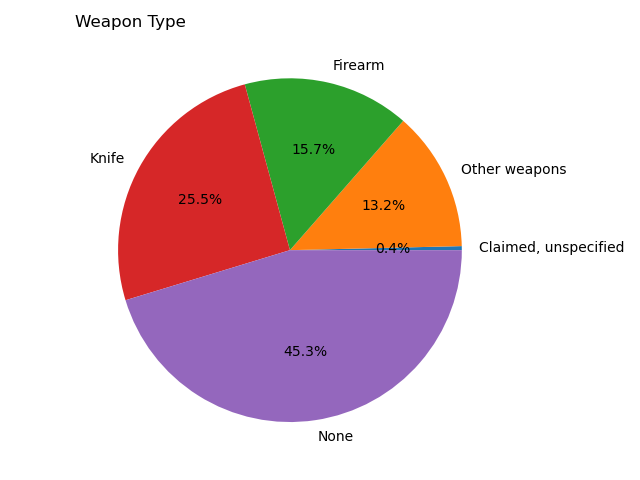 Weapon Type
Firearm
15.7%
Knife
25.5%
Other weapons
13.2%
Claimed, unspecified
0.4%
45.3%
None